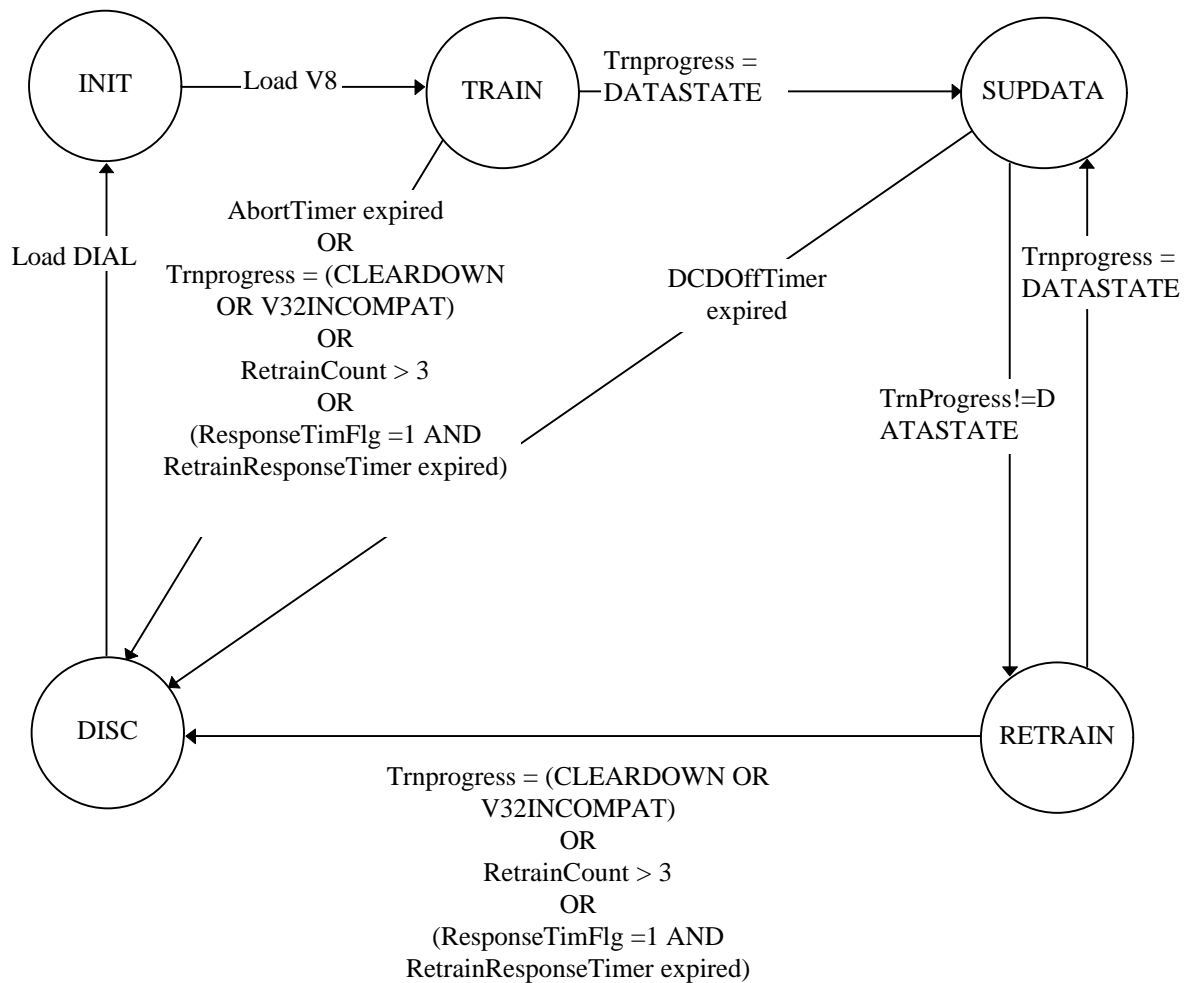 INIT
Load V8
TRAIN
Trnprogress =
DATASTATE
SUPDATA
AbortTimer expired
OR
Trnprogress = (CLEARDOWN
OR V32INCOMPAT)
OR
RetrainCount > 3
OR
(ResponseTimFlg =1 AND
RetrainResponseTimer expired)
Load DIAL
DCDOffTimer
expired
Trnprogress =
DATASTATE
TrnProgress!=D
ATASTATE
DISC
RETRAIN
Trnprogress = (CLEARDOWN OR
V32INCOMPAT)
OR
RetrainCount > 3
OR
(ResponseTimFlg =1 AND
RetrainResponseTimer expired)